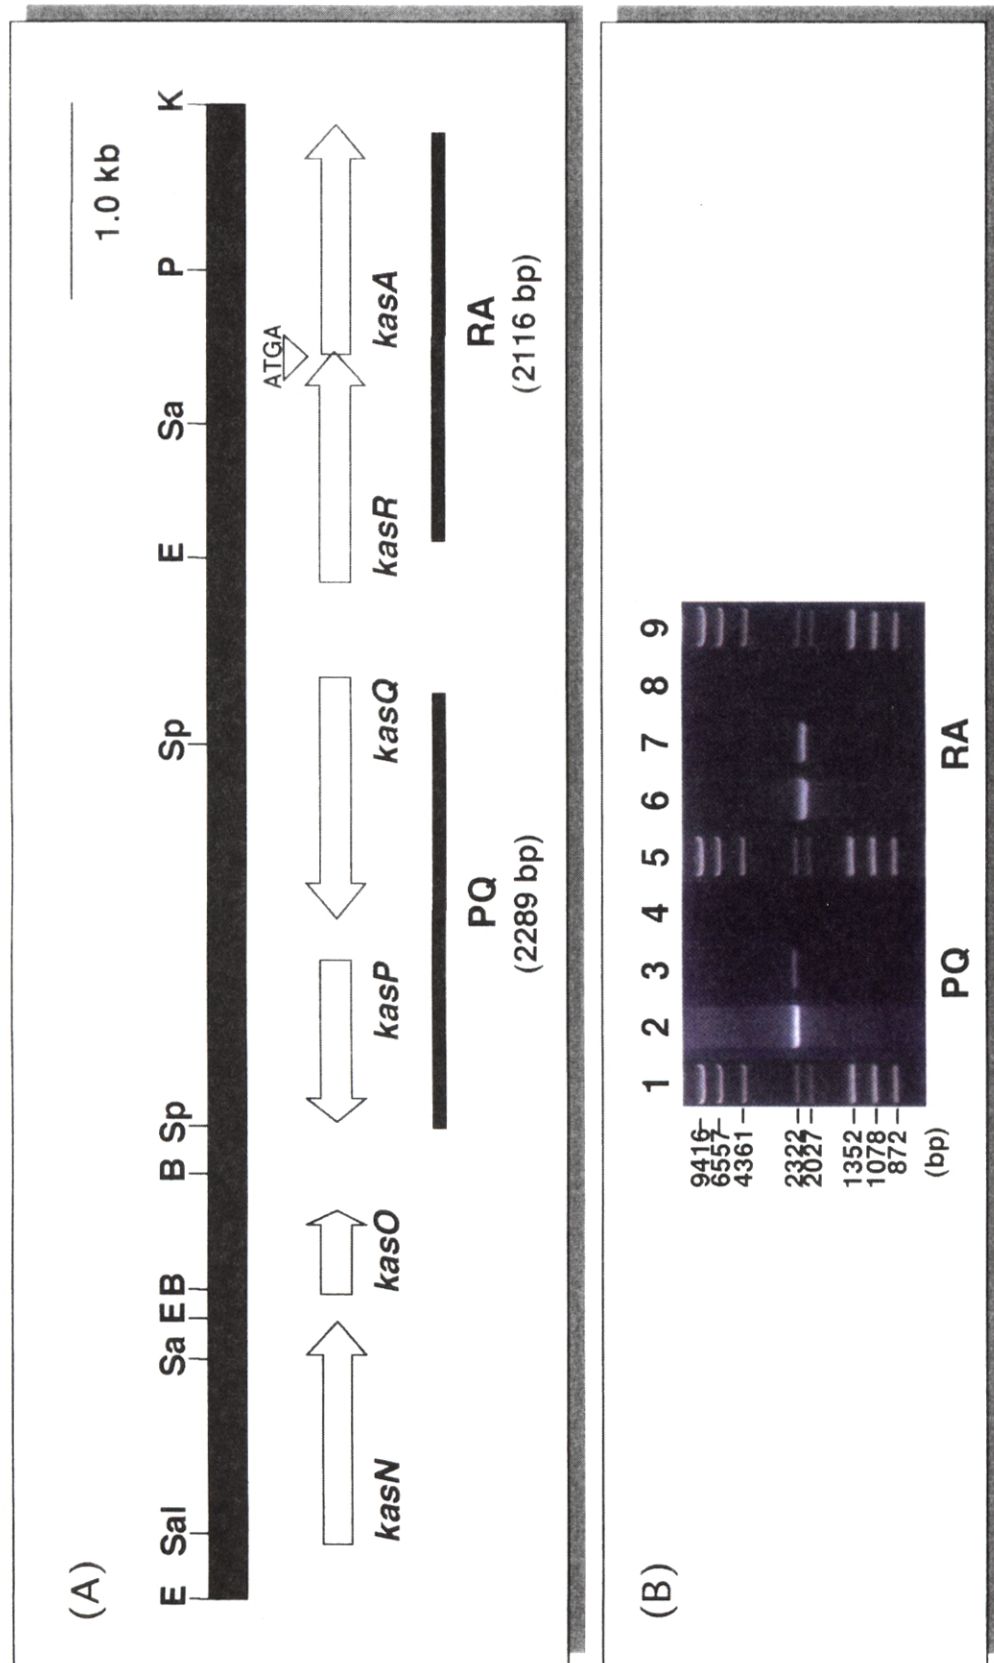 (A)
1.0 kb
E Sal Sa E B B Sp Sp E Sa P K
ATGA
kasN kasO kasP kasQ kasR kasA
PQ RA
(2289 bp) (2116 bp)
(B)
1 2 3 4 5 6 7 8 9
9416
6557
4361
2322
2027
1352
1078
872
(bp)
PQ RA